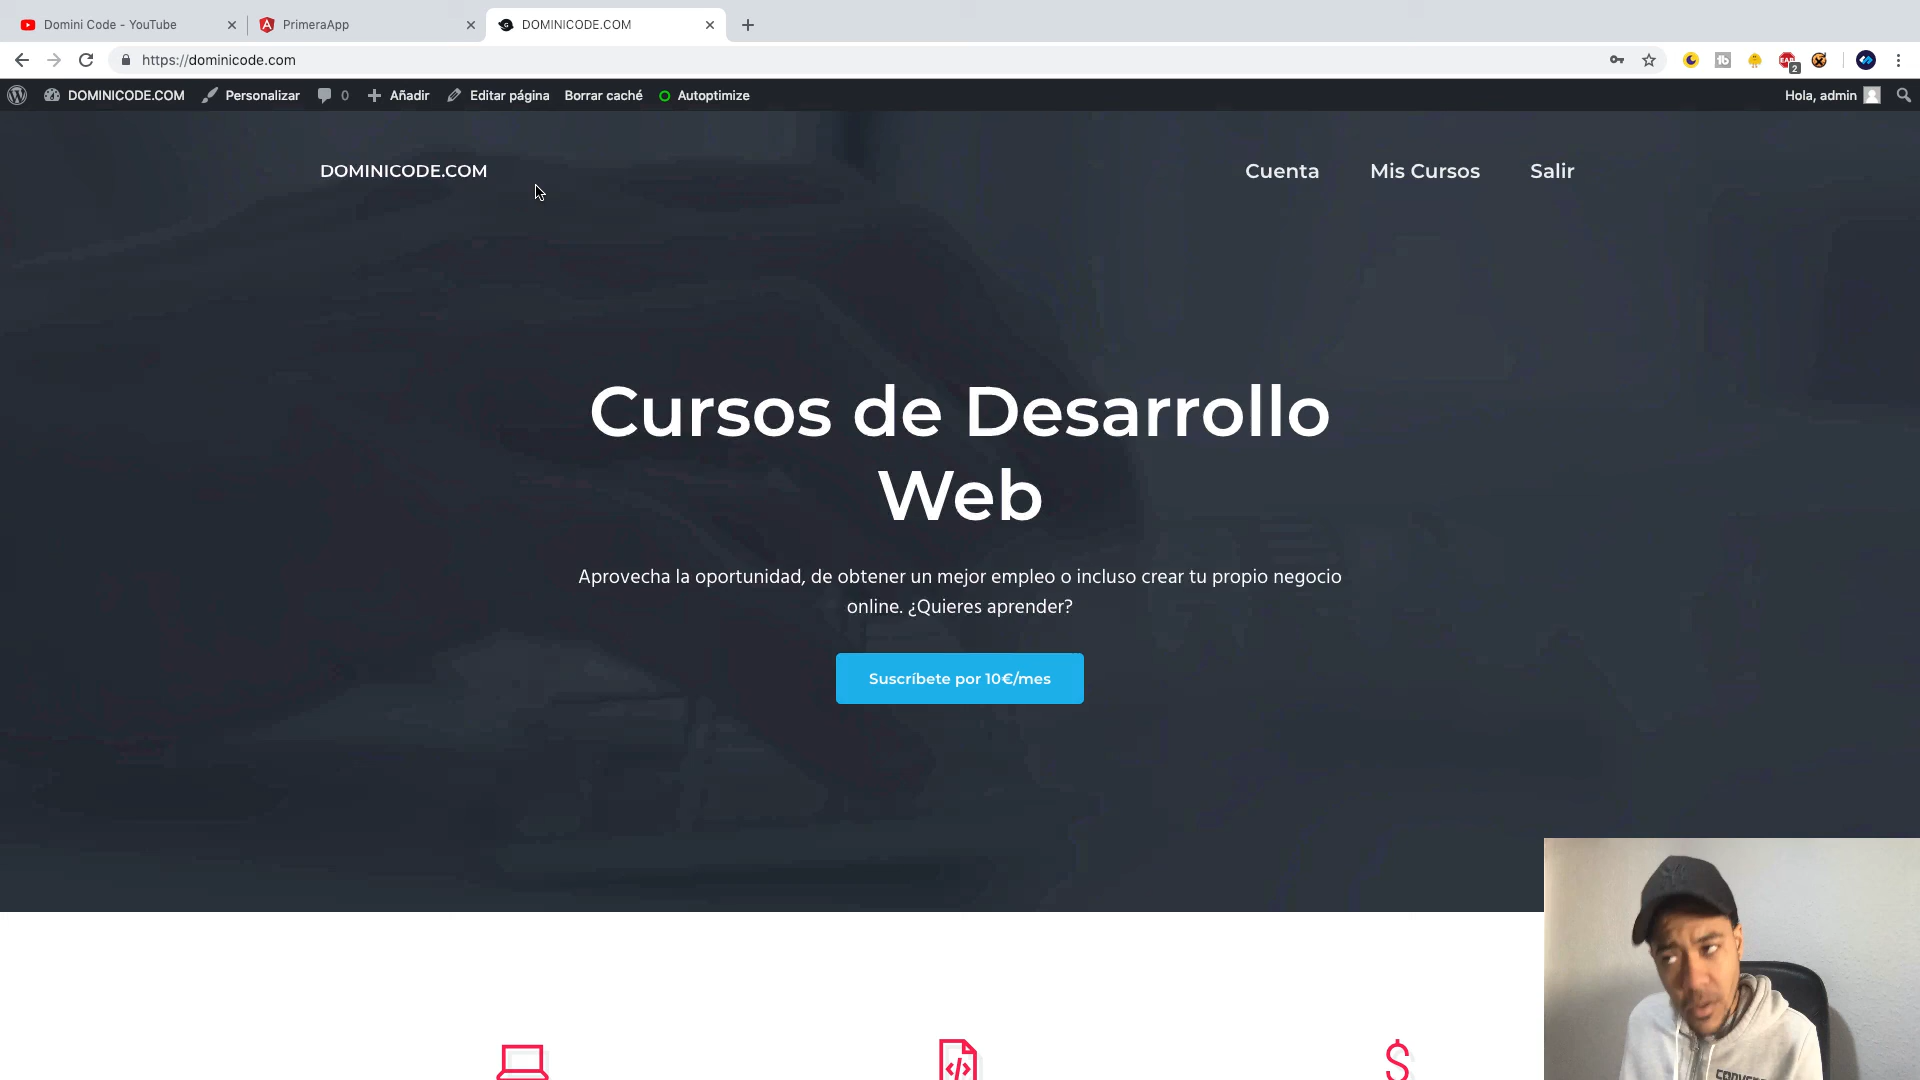 Domini Code - YouTube
PrimeraApp
DOMINICODE.COM
https://dominicode.com
2
DOMINICODE.COM
Personalizar
0
Añadir
Editar página
Borrar caché
Autoptimize
Hola, admin
DOMINICODE.COM
Cuenta
Mis Cursos
Salir
Cursos de Desarrollo
Web
Aprovecha la oportunidad, de obtener un mejor empleo o incluso crear tu propio negocio
online. ¿Quieres aprender?
Suscríbete por 10€/mes